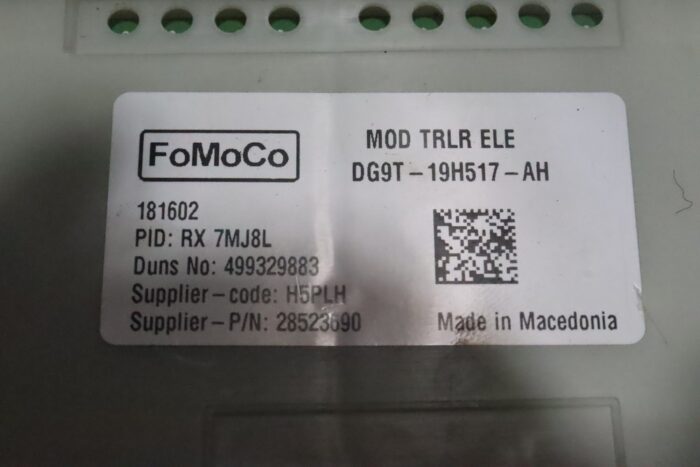 FoMoCo
MOD TRLR ELE
DG9T-19H517-AH
181602
PID: RX 7MJ8L
Duns No: 499329883
Supplier-code: H5PLH
Supplier-P/N: 28523690
Made in Macedonia